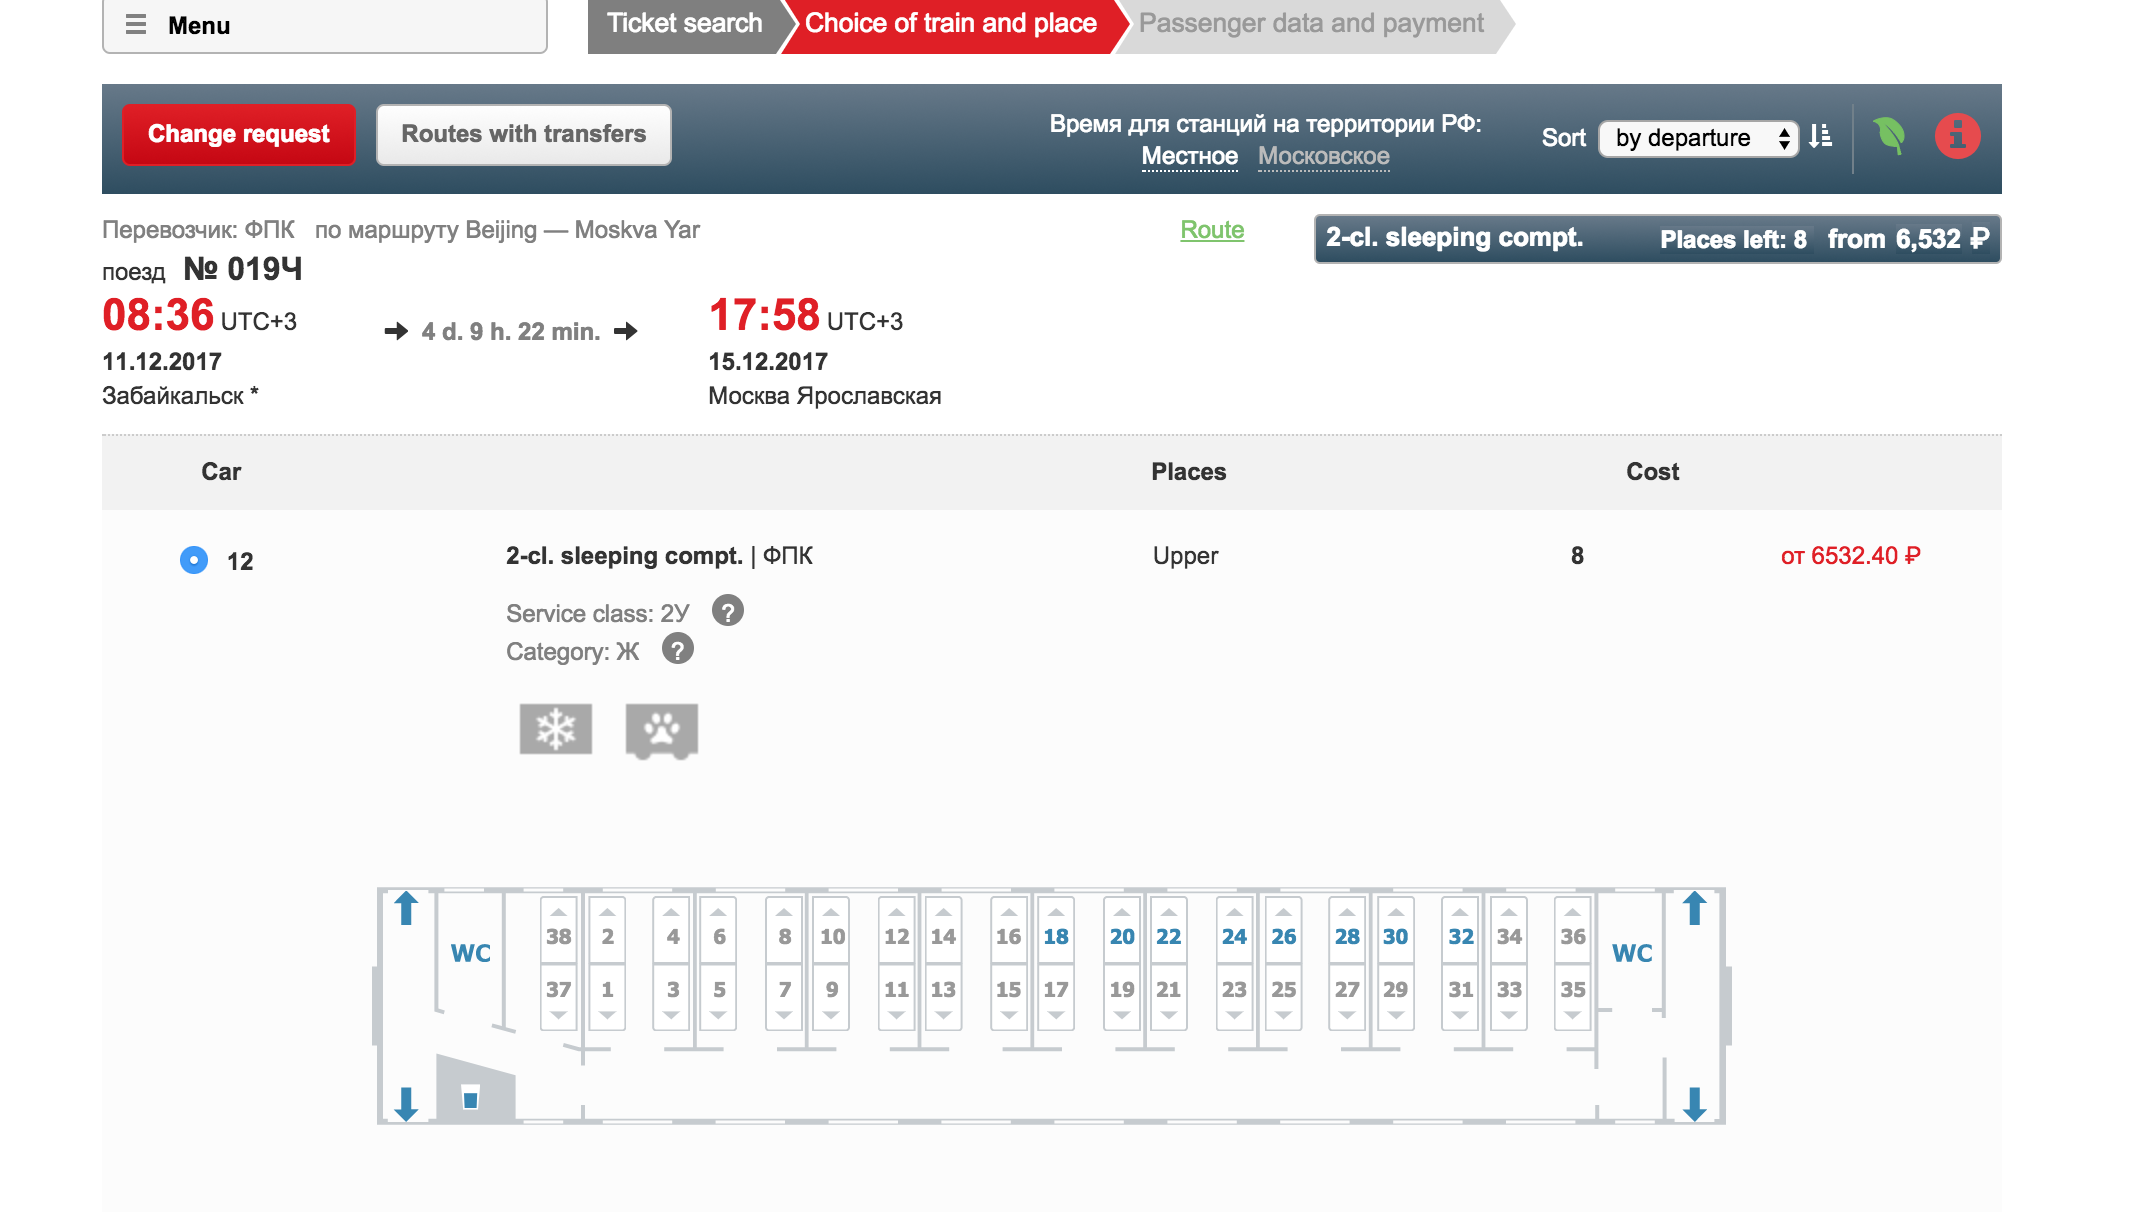 Menu
Ticket search
Choice of train and place
Passenger data and payment
Change request
Routes with transfers
Время для станций на территории РФ:
Местное Московское
Sort by departure
Перевозчик: ФПК по маршруту Beijing — Moskva Yar
Route
2-cl. sleeping compt. Places left: 8 from 6,532 ₽
поезд № 019Ч
08:36 UTC+3
4 d. 9 h. 22 min.
17:58 UTC+3
11.12.2017
15.12.2017
Забайкальск *
Москва Ярославская
Car Places Cost
12 2-cl. sleeping compt. | ФПК Upper 8 от 6532.40 ₽
Service class: 2У ?
Category: Ж ?
WC
38 2 4 6 8 10 12 14 16 18 20 22 24 26 28 30 32 34 36
WC
37 1 3 5 7 9 11 13 15 17 19 21 23 25 27 29 31 33 35